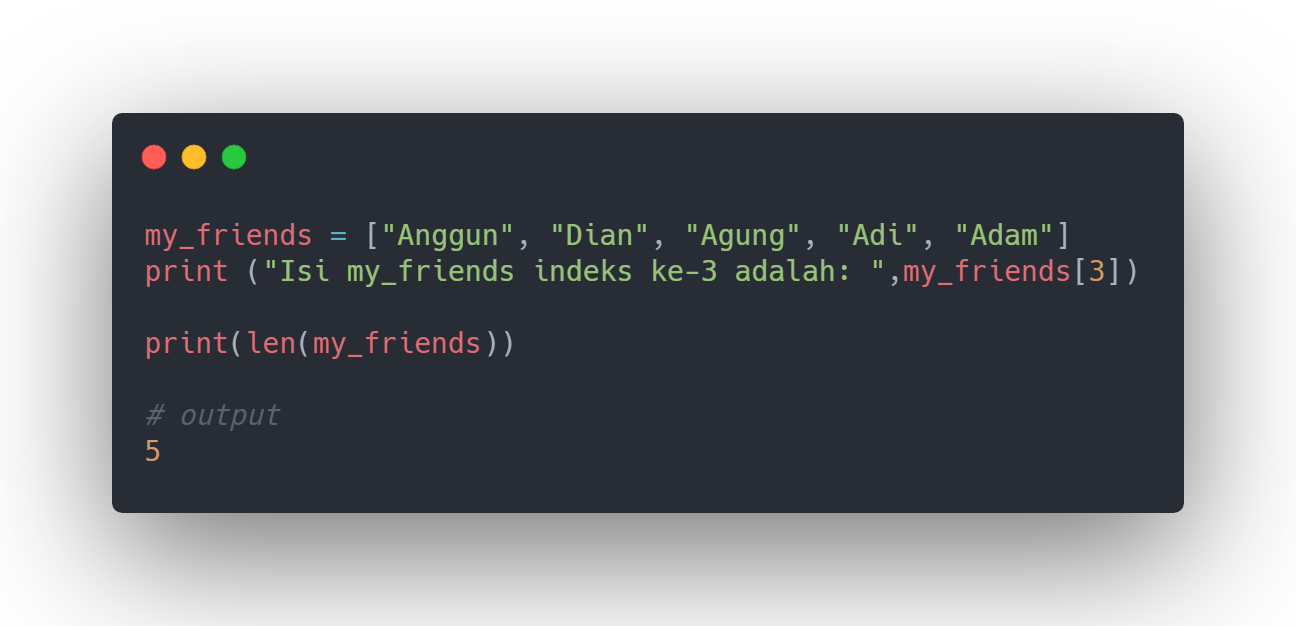 my_friends = ["Anggun", "Dian", "Agung", "Adi", "Adam"]
print ("Isi my_friends indeks ke-3 adalah: ",my_friends[3])
print(len(my_friends))
# output
5